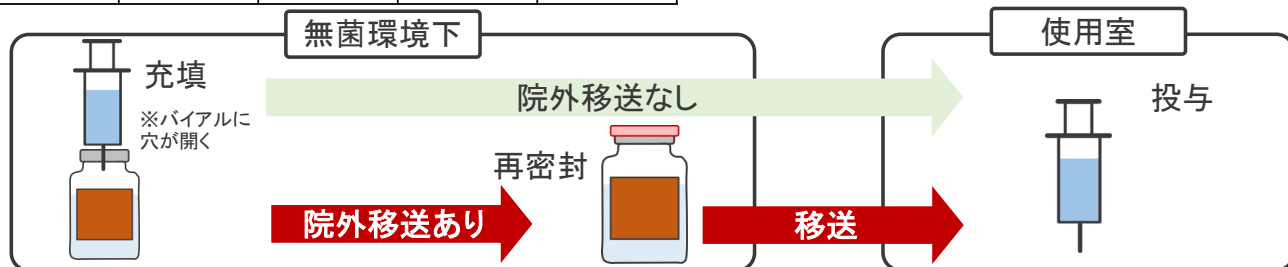 無菌環境下
使用室
充填
※バイアルに
穴が開く
院外移送なし
投与
再密封
院外移送あり
移送